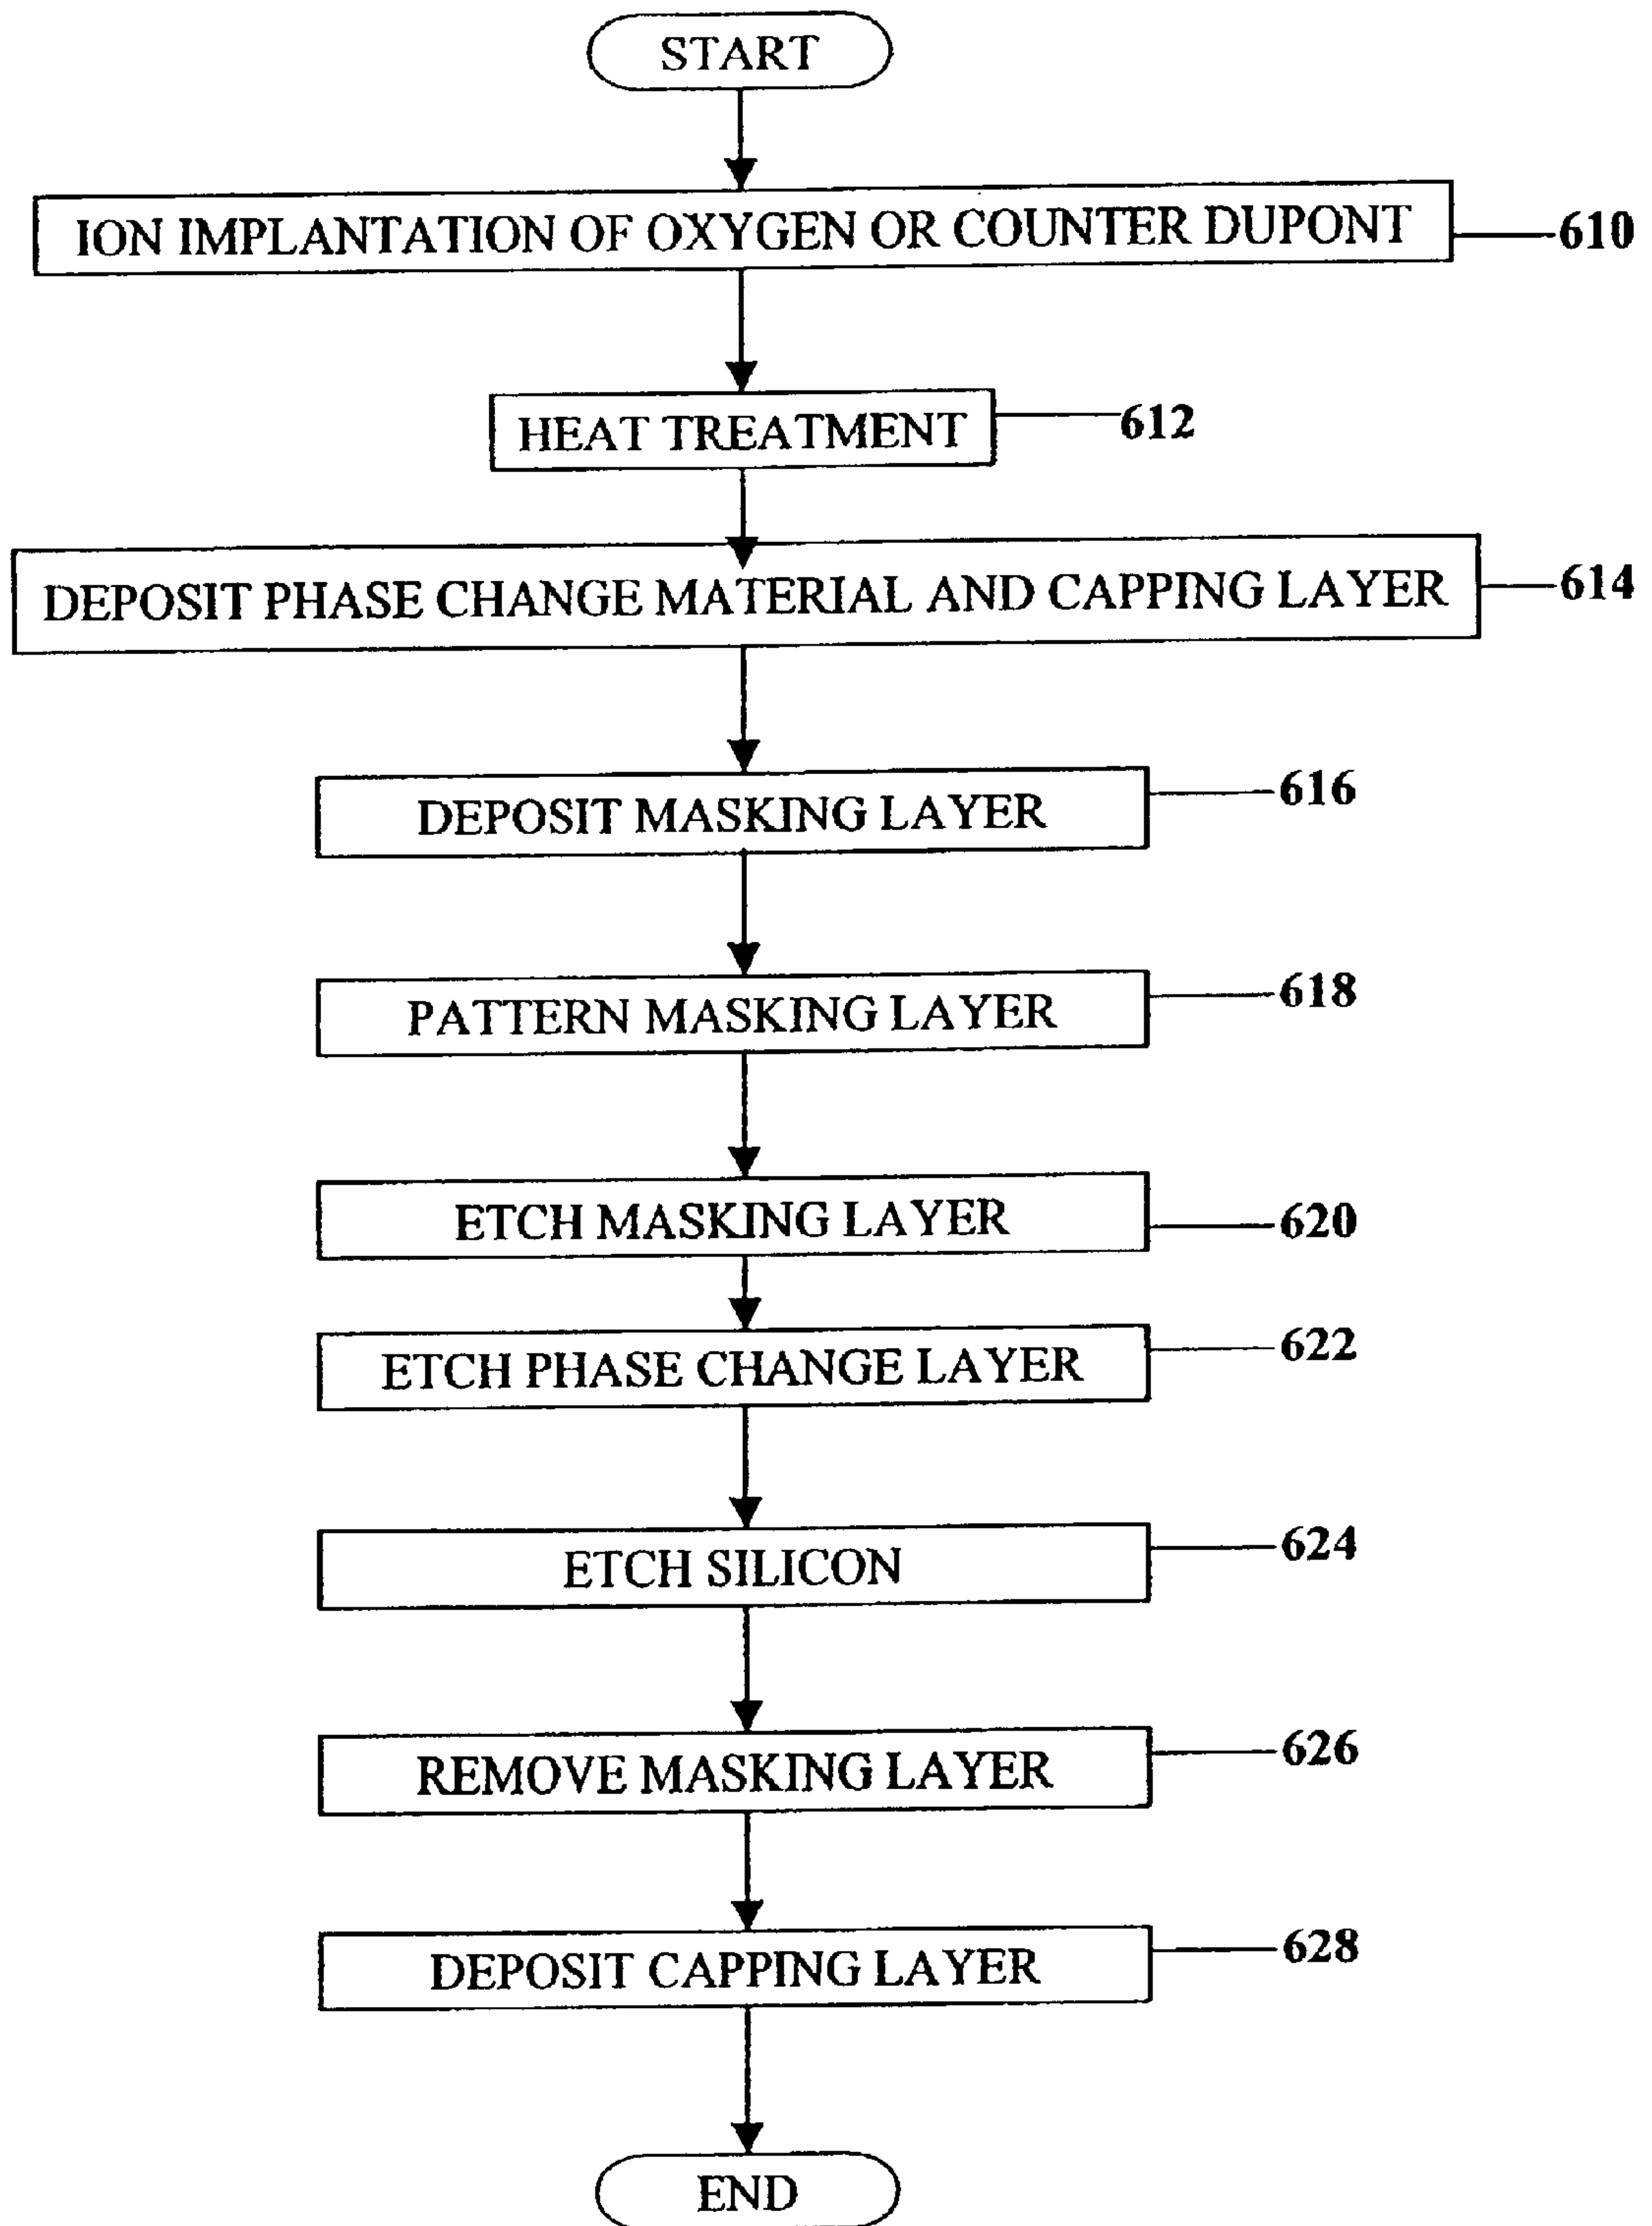 START
ION IMPLANTATION OF OXYGEN OR COUNTER DUPONT
610
HEAT TREATMENT
612
DEPOSIT PHASE CHANGE MATERIAL AND CAPPING LAYER
614
DEPOSIT MASKING LAYER
616
PATTERN MASKING LAYER
618
ETCH MASKING LAYER
620
ETCH PHASE CHANGE LAYER
622
ETCH SILICON
624
REMOVE MASKING LAYER
626
DEPOSIT CAPPING LAYER
628
END